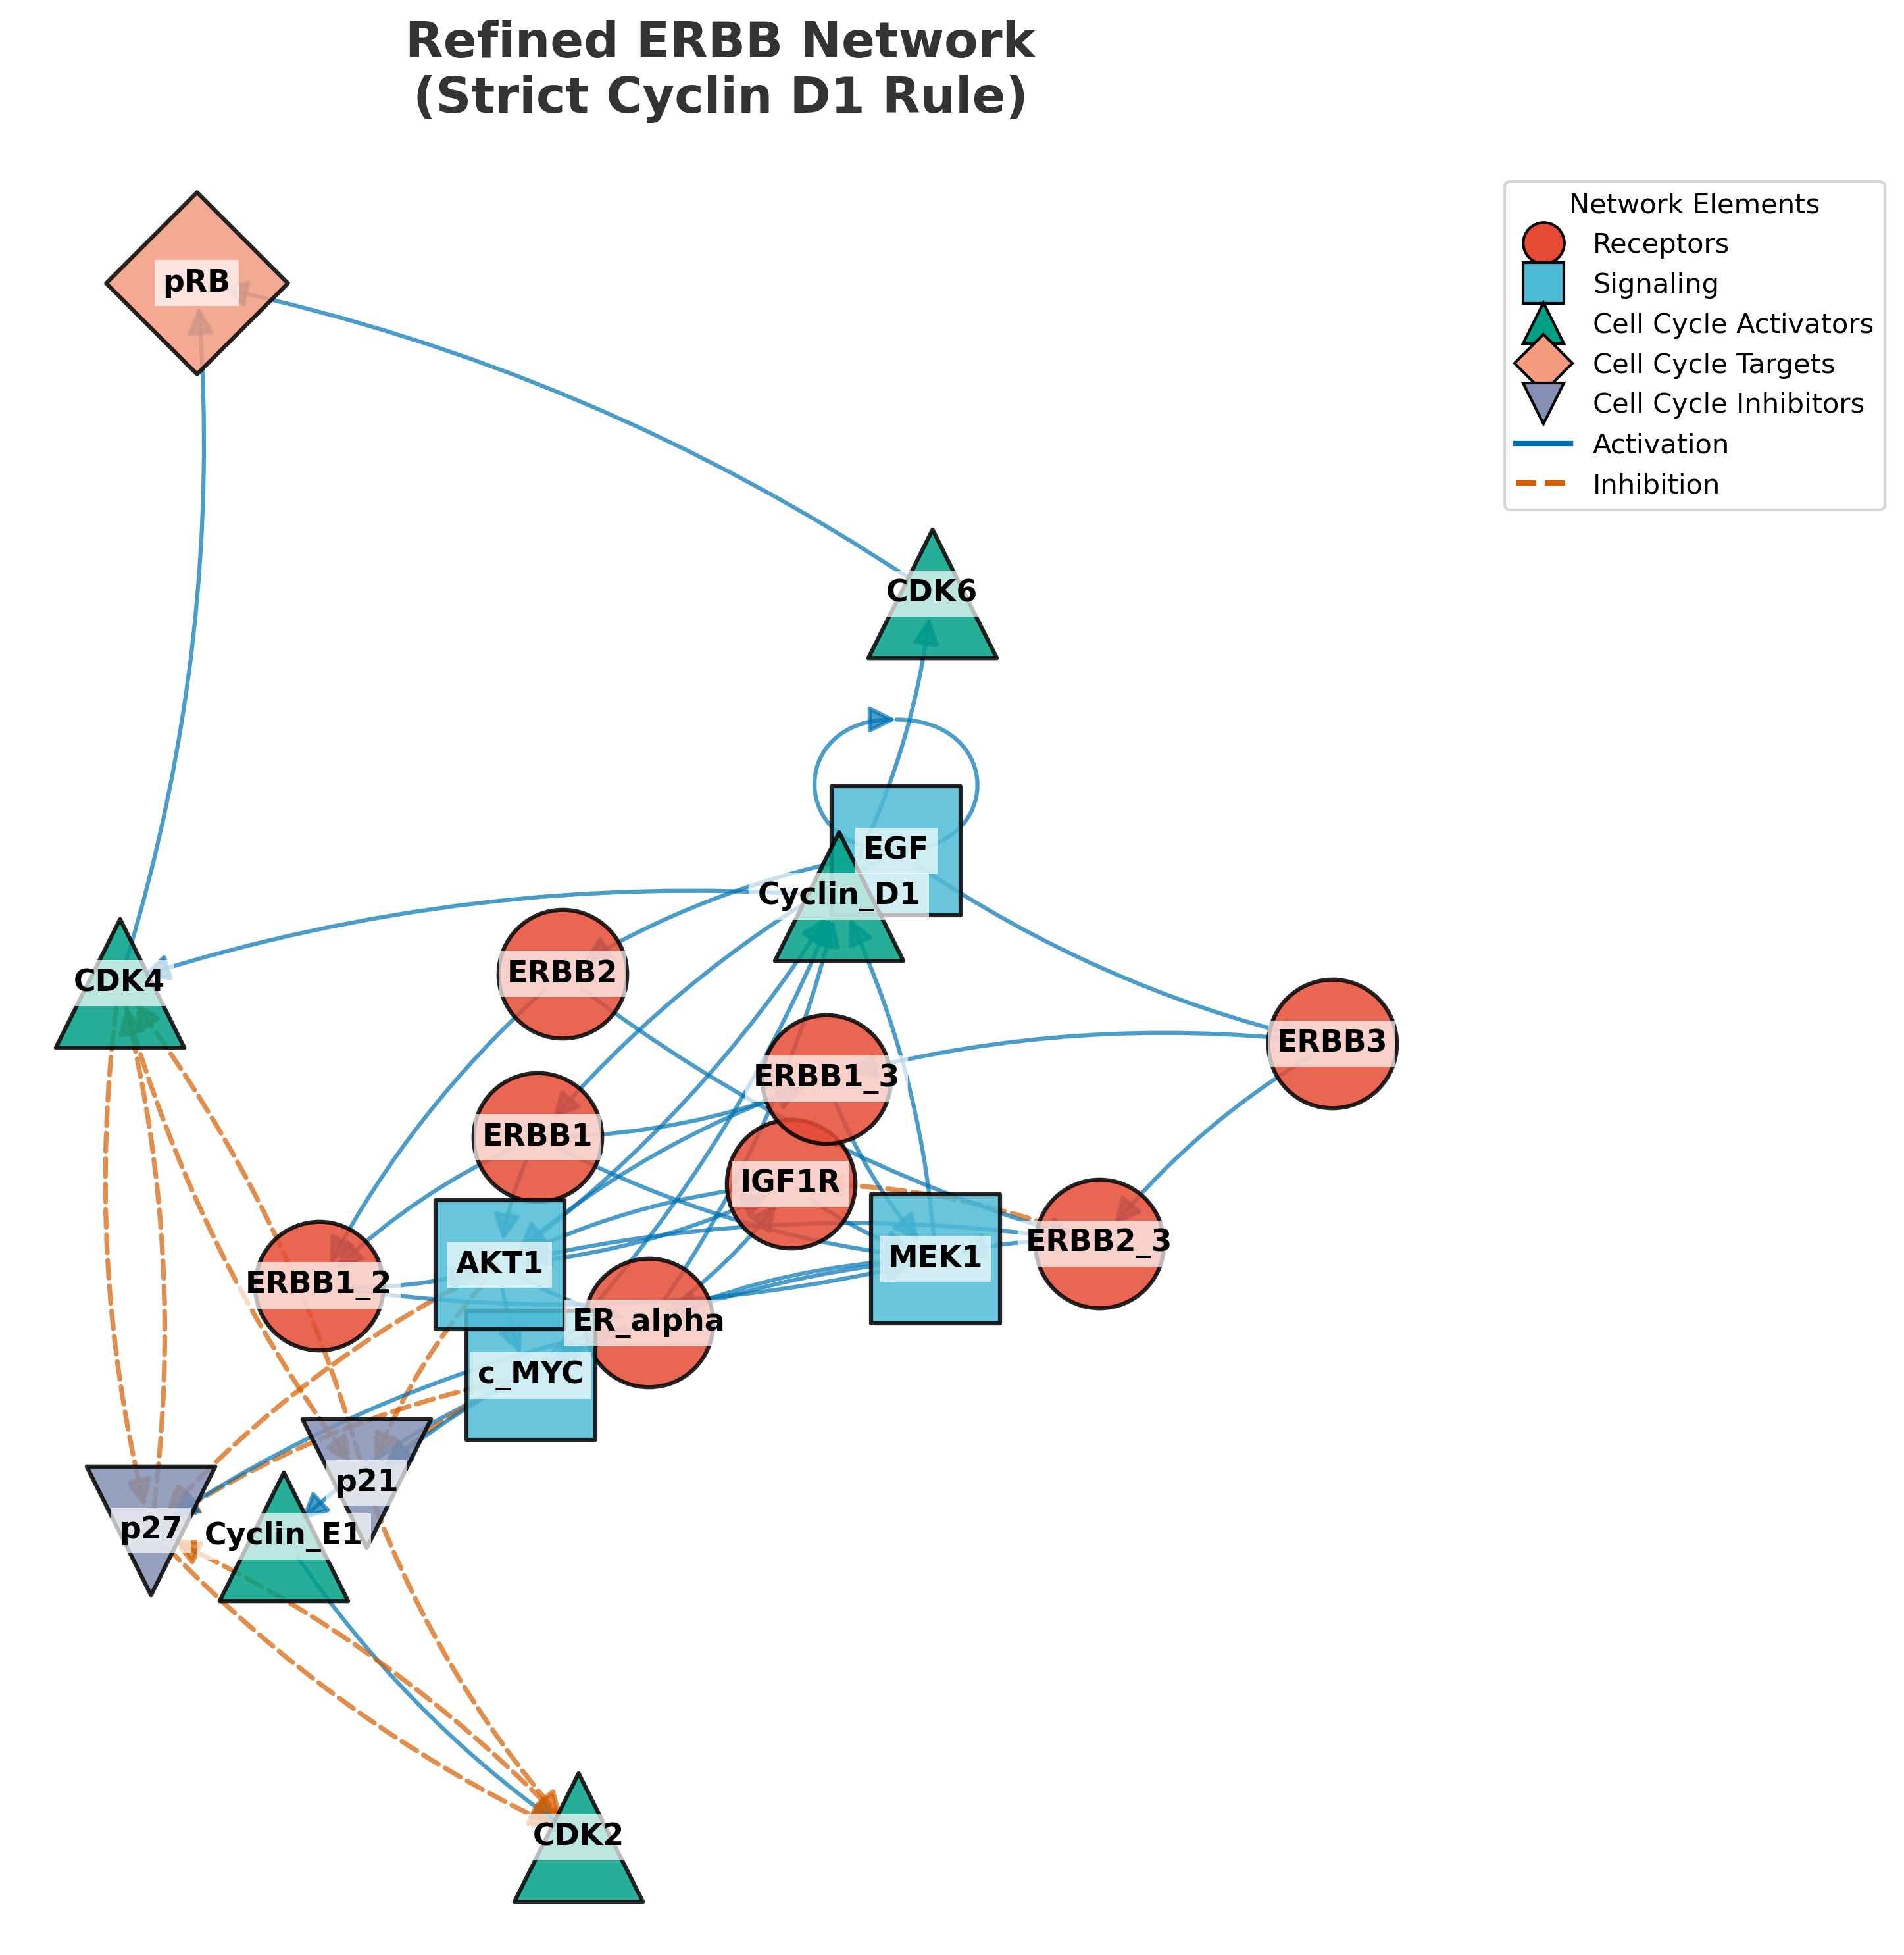 Refined ERBB Network
(Strict Cyclin D1 Rule)
Network Elements
Receptors
Signaling
Cell Cycle Activators
Cell Cycle Targets
Cell Cycle Inhibitors
Activation
Inhibition
pRB
CDK6
EGF
Cyclin_D1
ERBB2
CDK4
ERBB3
ERBB1_3
ERBB1
IGF1R
ERBB2_3
MEK1
AKT1
ERBB1_2
ER_alpha
c_MYC
p21
p27
Cyclin_E1
CDK2